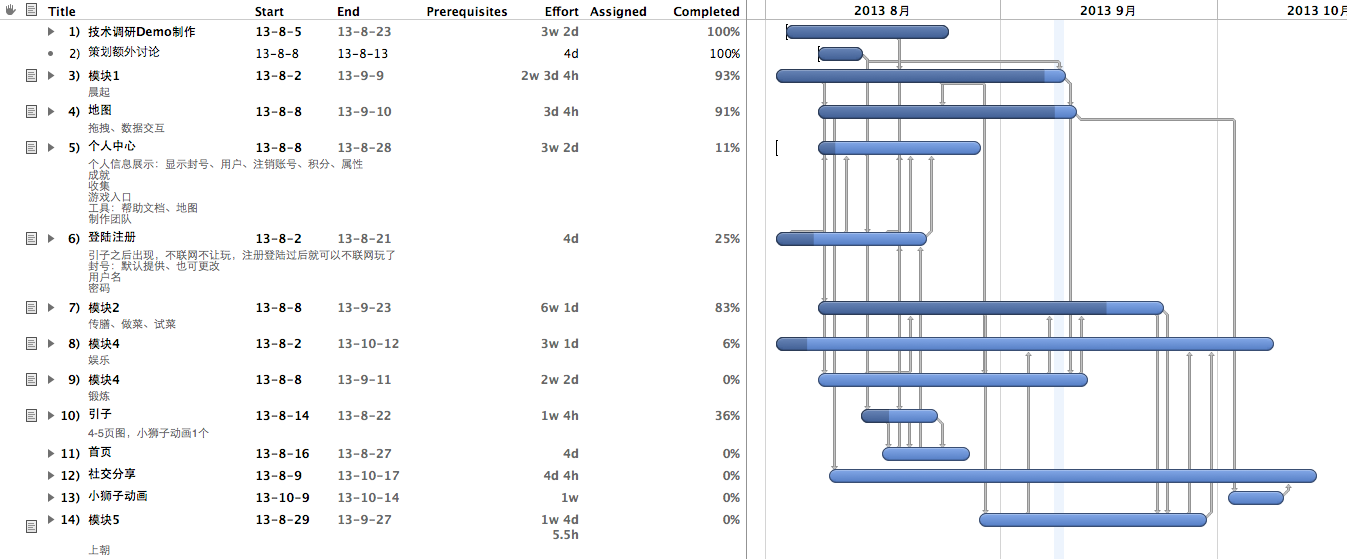 Title Start End Prerequisites Effort Assigned Completed 2013 8月 2013 9月 2013 10月
1) 技术调研Demo制作 13-8-5 13-8-23 3w 2d 100%
2) 策划额外讨论 13-8-8 13-8-13 4d 100%
3) 模块1 13-8-2 13-9-9 2w 3d 4h 93%
晨起
4) 地图 13-8-8 13-9-10 3d 4h 91%
拖拽、数据交互
5) 个人中心 13-8-8 13-8-28 3w 2d 11%
个人信息展示：显示封号、用户、注销账号、积分、属性
成就
收集
游戏入口
工具：帮助文档、地图
制作团队
6) 登陆注册 13-8-2 13-8-21 4d 25%
引子之后出现，不联网不让玩，注册登陆过后就可以不联网玩了
封号：默认提供、也可更改
用户名
密码
7) 模块2 13-8-8 13-9-23 6w 1d 83%
传膳、做菜、试菜
8) 模块4 13-8-2 13-10-12 3w 1d 6%
娱乐
9) 模块4 13-8-8 13-9-11 2w 2d 0%
锻炼
10) 引子 13-8-14 13-8-22 1w 4h 36%
4-5页图，小狮子动画1个
11) 首页 13-8-16 13-8-27 4d 0%
12) 社交分享 13-8-9 13-10-17 4d 4h 0%
13) 小狮子动画 13-10-9 13-10-14 1w 0%
14) 模块5 13-8-29 13-9-27 1w 4d 0%
5.5h
上朝